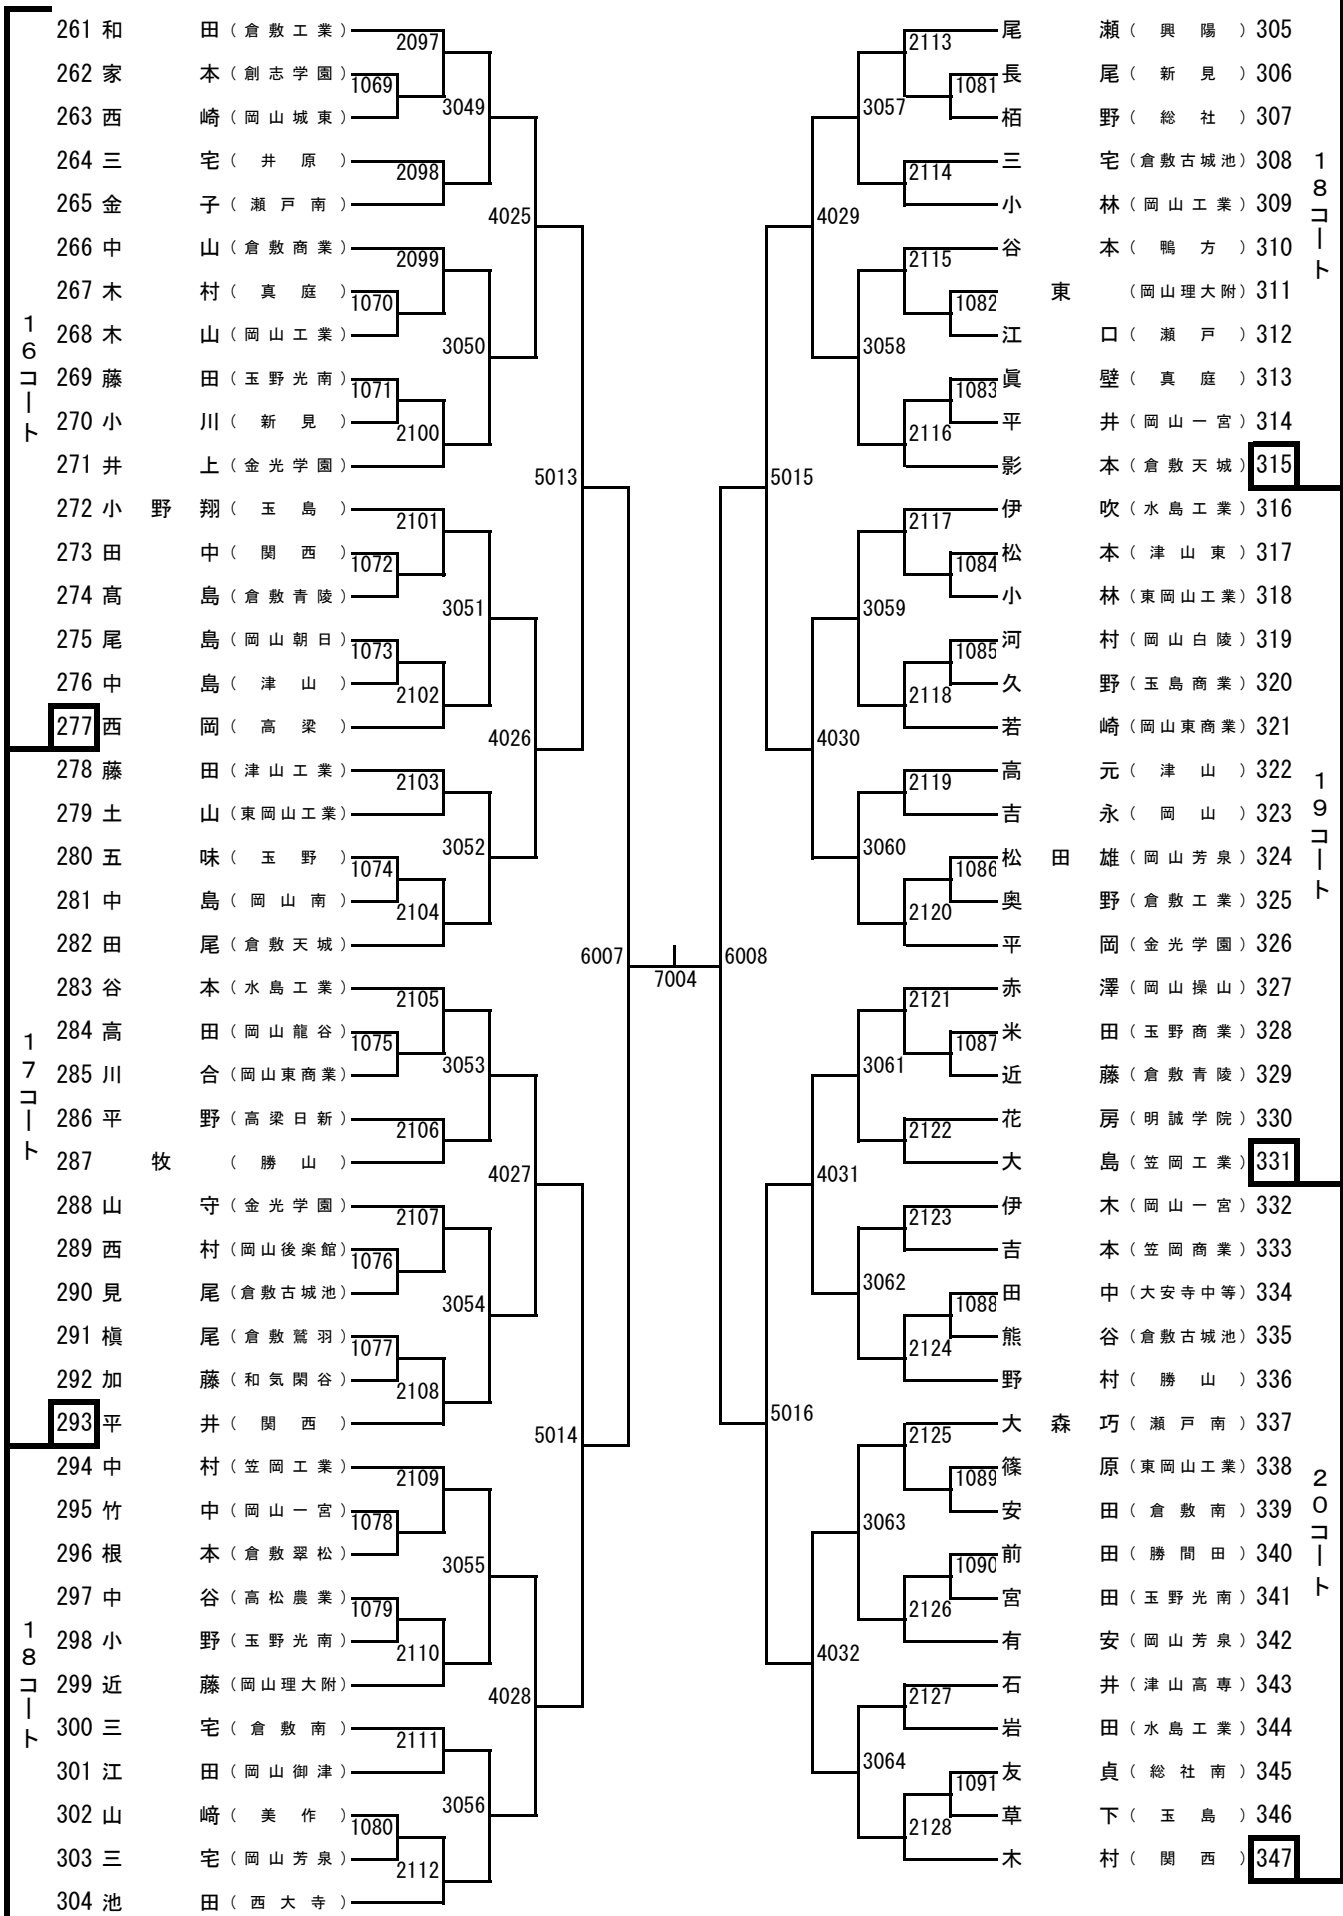 16コート
261 和田（倉敷工業）
262 家本（創志学園）
263 西崎（岡山城東）
264 三宅（井原）
265 金子（瀬戸南）
266 中山（倉敷商業）
267 木村（真庭）
268 木山（岡山工業）
269 藤田（玉野光南）
270 小川（新見）
271 井上（金光学園）
272 小野翔（玉島）
273 田中（関西）
274 髙島（倉敷青陵）
275 尾島（岡山朝日）
276 中島（津山）
277 西岡（高梁）
17コート
278 藤田（津山工業）
279 土山（東岡山工業）
280 五味（玉野）
281 中島（岡山南）
282 田尾（倉敷天城）
283 谷本（水島工業）
284 高田（岡山龍谷）
285 川合（岡山東商業）
286 平野（高梁日新）
287 牧（勝山）
288 山守（金光学園）
289 西村（岡山後楽館）
290 見尾（倉敷古城池）
291 槇尾（倉敷鷲羽）
292 加藤（和気閑谷）
293 平井（関西）
18コート
294 中村（笠岡工業）
295 竹中（岡山一宮）
296 根本（倉敷翠松）
297 中谷（高松農業）
298 小野（玉野光南）
299 近藤（岡山理大附）
300 三宅（倉敷南）
301 江田（岡山御津）
302 山﨑（美作）
303 三宅（岡山芳泉）
304 池田（西大寺）
1069
1070
1071
1072
1073
1074
1075
1076
1077
1078
1079
1080
2097
2098
2099
2100
2101
2102
2103
2104
2105
2106
2107
2108
2109
2110
2111
2112
3049
3050
3051
3052
3053
3054
3055
3056
4025
4026
4027
4028
5013
5014
6007
7004
6008
5015
5016
4029
4030
4031
4032
3057
3058
3059
3060
3061
3062
3063
3064
2113
2114
2115
2116
2117
2118
2119
2120
2121
2122
2123
2124
2125
2126
2127
2128
1081
1082
1083
1084
1085
1086
1087
1088
1089
1090
1091
尾瀬（興陽）305
長尾（新見）306
栢野（総社）307
三宅（倉敷古城池）308
小林（岡山工業）309
谷本（鴨方）310
東（岡山理大附）311
江口（瀬戸）312
眞壁（真庭）313
平井（岡山一宮）314
影本（倉敷天城）315
18コート
伊吹（水島工業）316
松本（津山東）317
小林（東岡山工業）318
河村（岡山白陵）319
久野（玉島商業）320
若崎（岡山東商業）321
高元（津山）322
吉永（岡山）323
松田雄（岡山芳泉）324
奥野（倉敷工業）325
平岡（金光学園）326
赤澤（岡山操山）327
米田（玉野商業）328
近藤（倉敷青陵）329
花房（明誠学院）330
大島（笠岡工業）331
19コート
伊木（岡山一宮）332
吉本（笠岡商業）333
田中（大安寺中等）334
熊谷（倉敷古城池）335
野村（勝山）336
大森巧（瀬戸南）337
篠原（東岡山工業）338
安田（倉敷南）339
前田（勝間田）340
宮田（玉野光南）341
有安（岡山芳泉）342
石井（津山高専）343
岩田（水島工業）344
友貞（総社南）345
草下（玉島）346
木村（関西）347
20コート